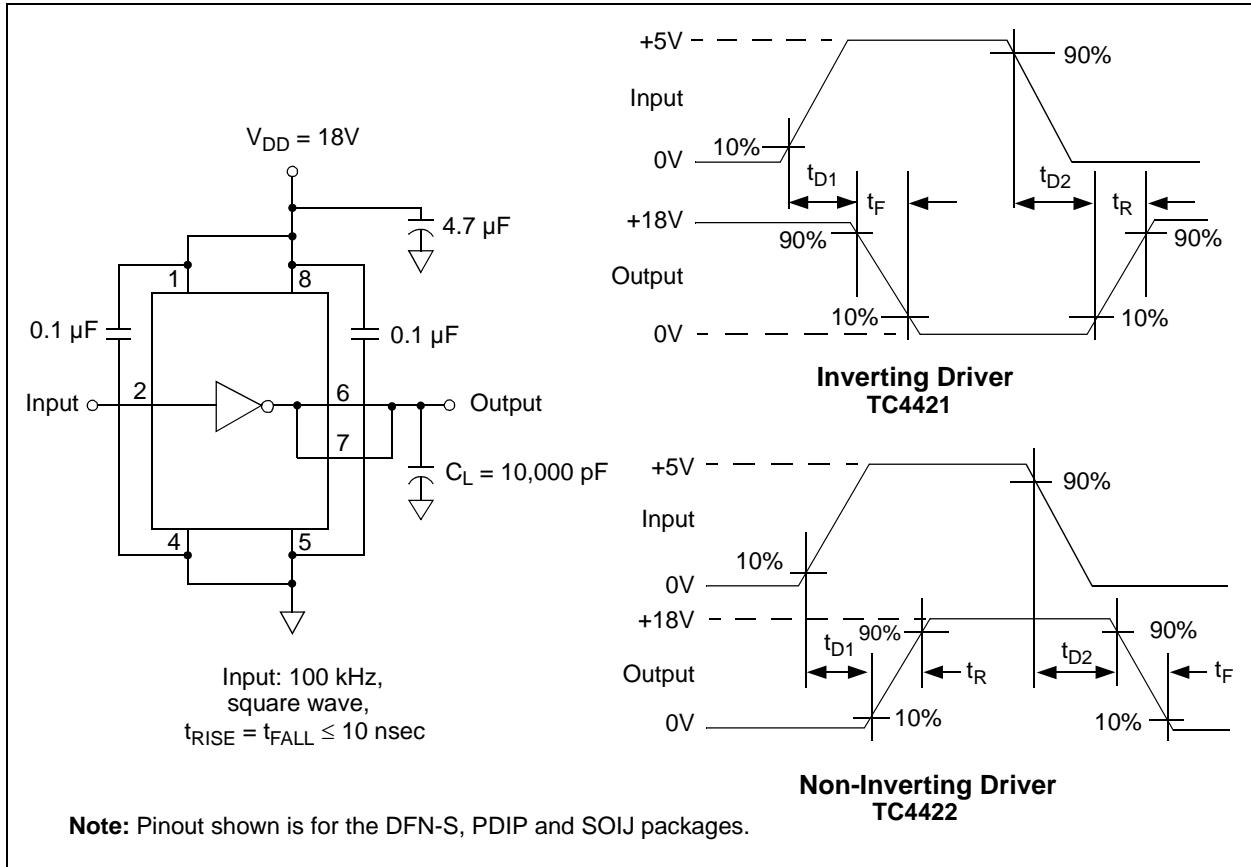 V_DD = 18V
4.7 µF
1
8
0.1 µF
0.1 µF
Input
2
6
Output
7
C_L = 10,000 pF
4
5
Input: 100 kHz,
square wave,
t_RISE = t_FALL ≤ 10 nsec
+5V
90%
Input
10%
0V
t_D1
t_F
t_D2
t_R
+18V
90%
90%
Output
10%
10%
0V
Inverting Driver
TC4421
+5V
90%
Input
10%
0V
+18V
t_D1
90%
t_D2
90%
Output
t_R
t_F
0V
10%
10%
Non-Inverting Driver
TC4422
Note: Pinout shown is for the DFN-S, PDIP and SOIJ packages.